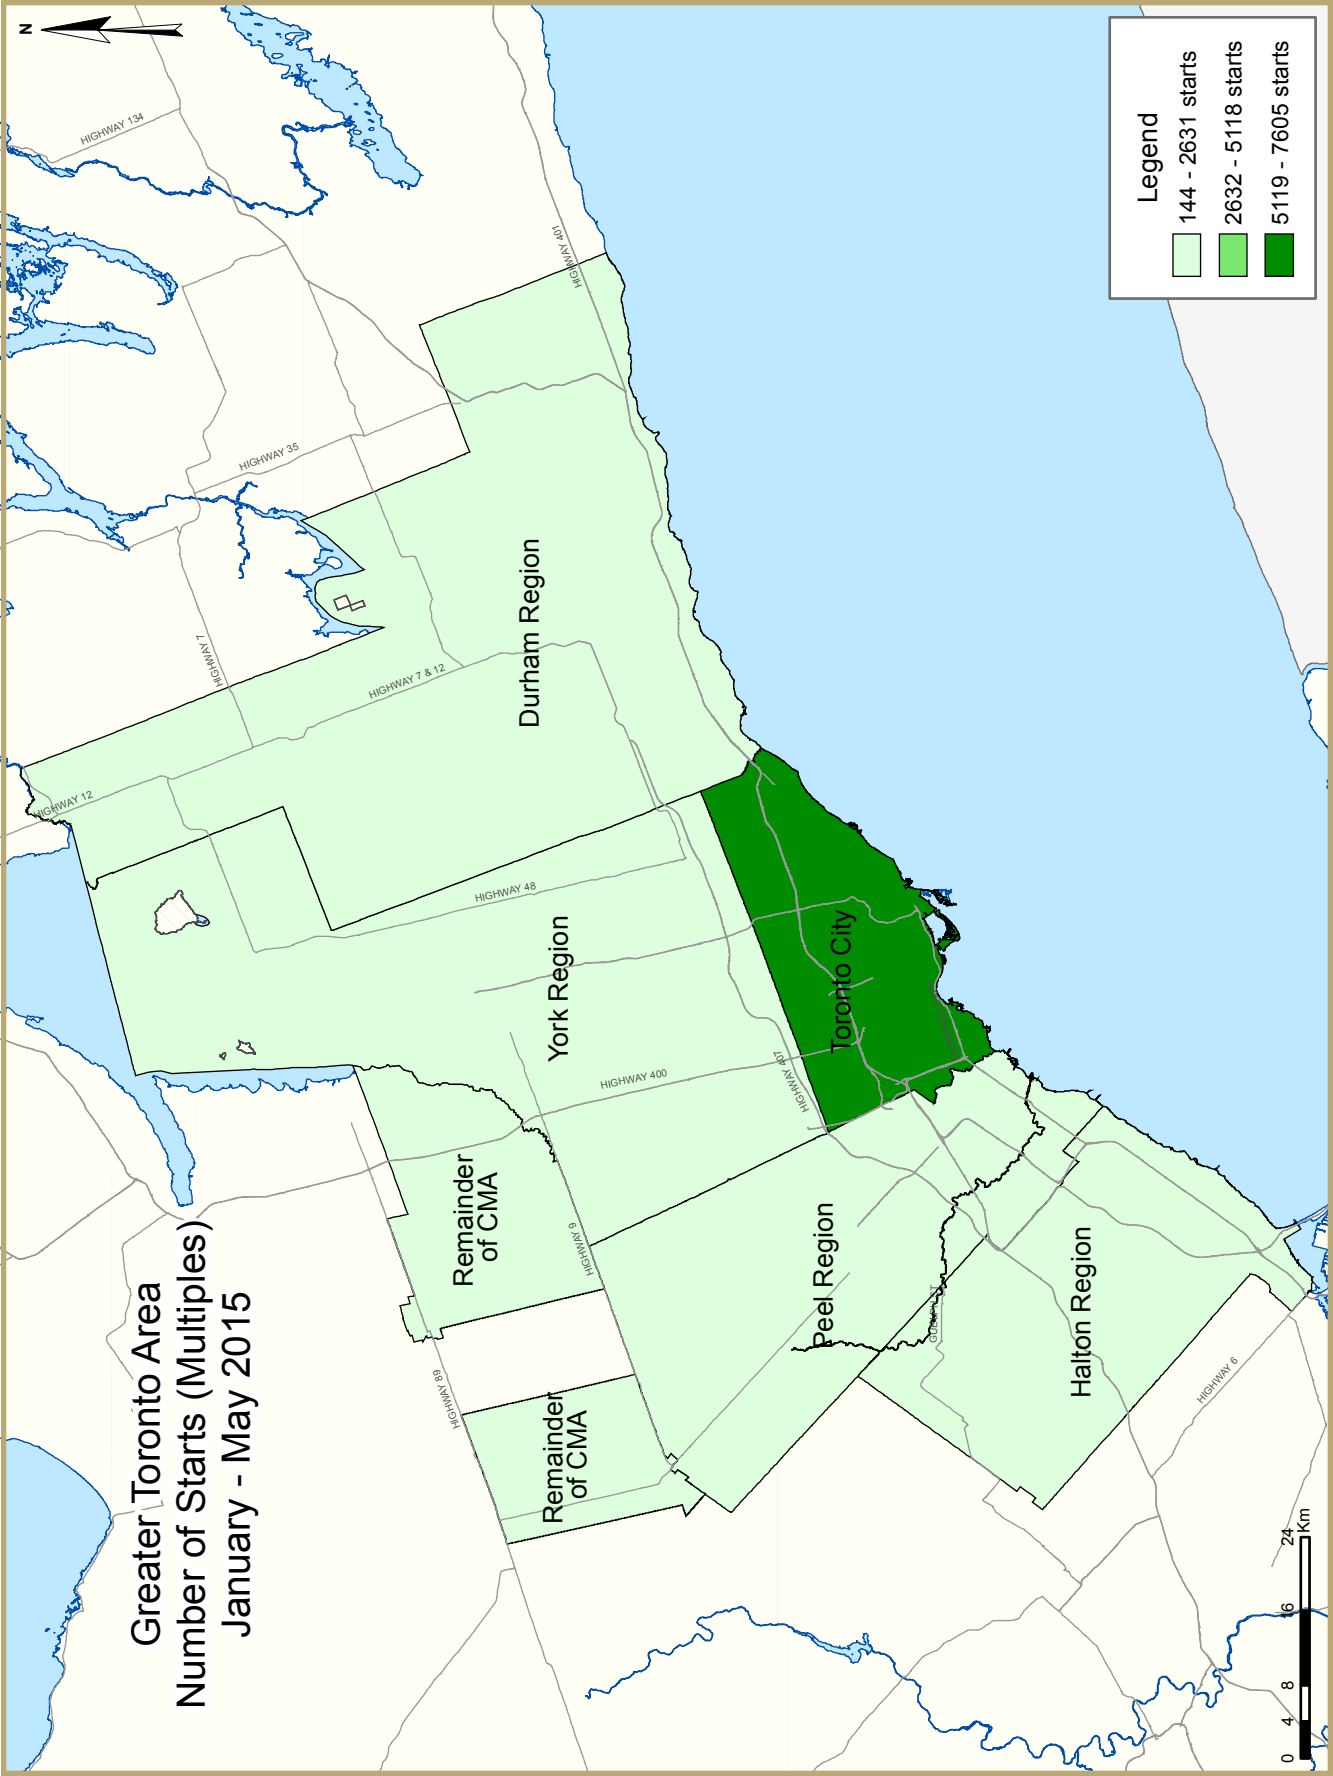 Greater Toronto Area
Number of Starts (Multiples)
January - May 2015
N
Legend
144 - 2631 starts
2632 - 5118 starts
5119 - 7605 starts
HIGHWAY 134
HIGHWAY 401
HIGHWAY 35
HIGHWAY 7
HIGHWAY 7 & 12
HIGHWAY 12
Durham Region
HIGHWAY 48
York Region
Toronto City
HIGHWAY 400
HIGHWAY 407
Remainder
of CMA
HIGHWAY 9
Peel Region
HIGHWAY 89
Remainder
of CMA
Halton Region
HIGHWAY 6
0 4 8 16 24
Km